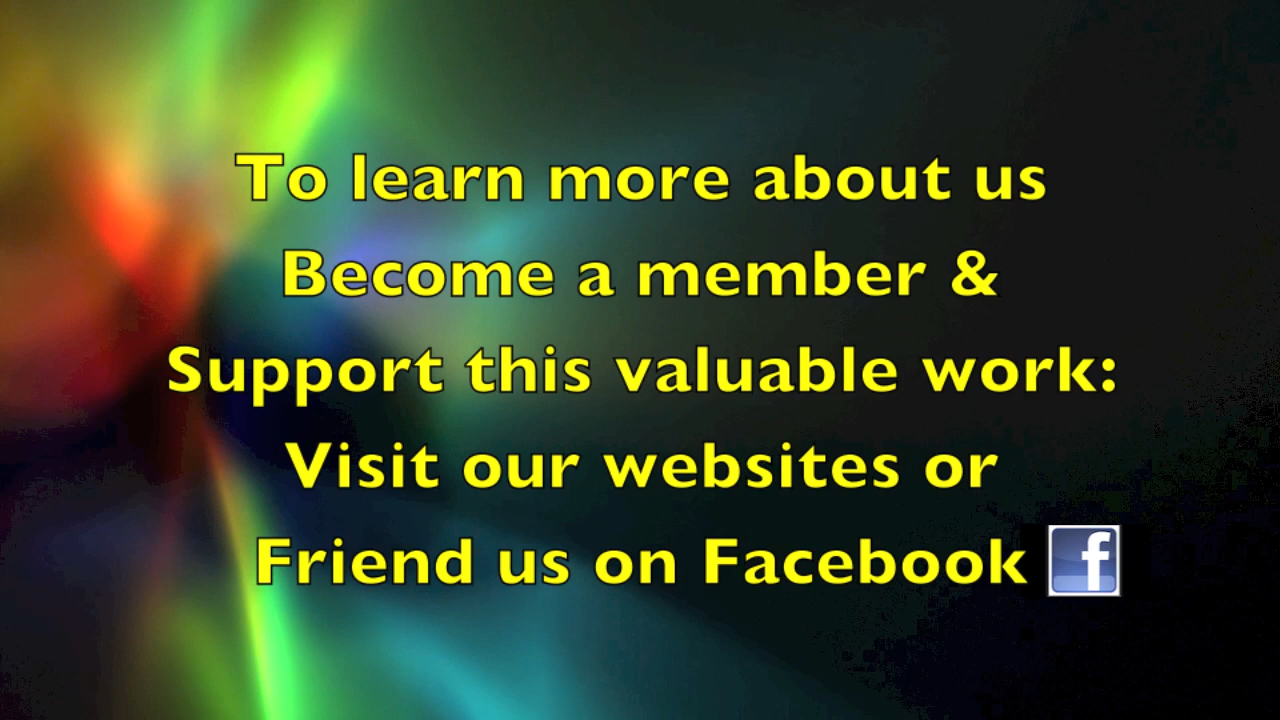 To learn more about us
Become a member &
Support this valuable work:
Visit our websites or
Friend us on Facebook f